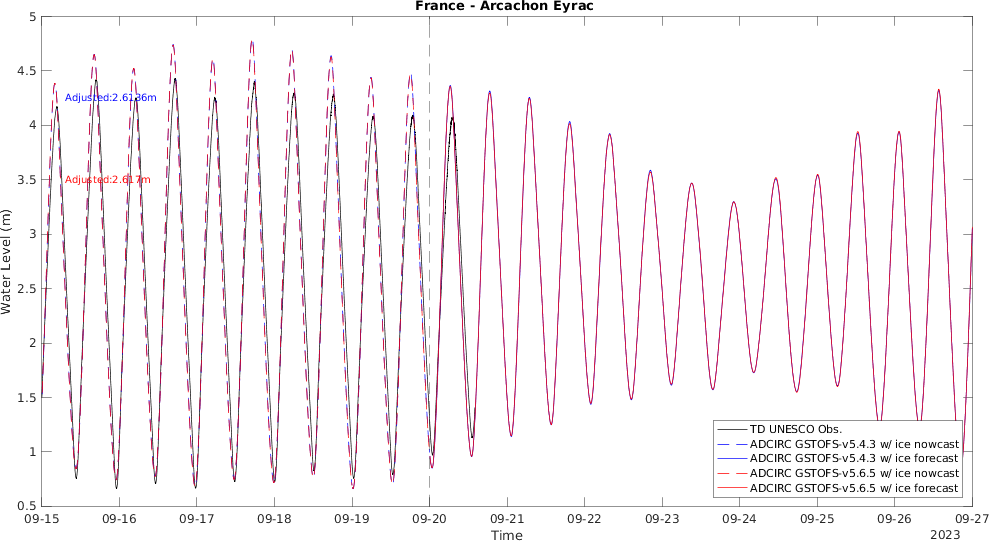 France - Arcachon Eyrac
5
4.5
4
3.5
3
2.5
2
1.5
1
0.5
Water Level (m)
Adjusted:2.6136m
Adjusted:2.617m
TD UNESCO Obs.
ADCIRC GSTOFS-v5.4.3 w/ ice nowcast
ADCIRC GSTOFS-v5.4.3 w/ ice forecast
ADCIRC GSTOFS-v5.6.5 w/ ice nowcast
ADCIRC GSTOFS-v5.6.5 w/ ice forecast
09-15 09-16 09-17 09-18 09-19 09-20 09-21 09-22 09-23 09-24 09-25 09-26 09-27
Time
2023